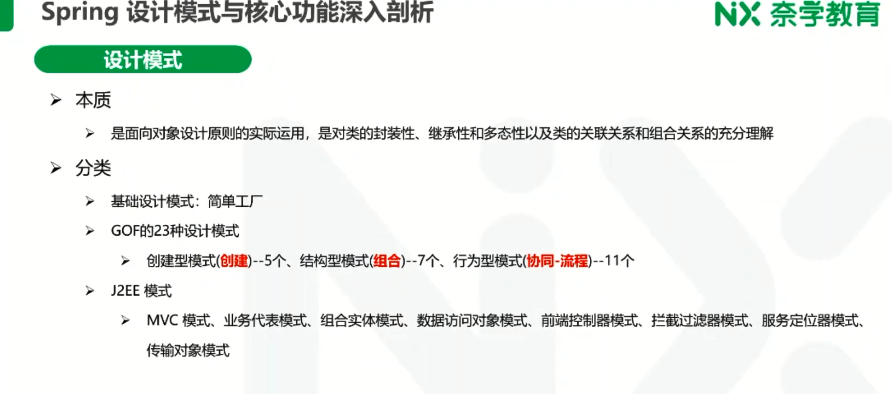 Spring 设计模式与核心功能深入剖析
NX 奈学教育
设计模式
本质
是面向对象设计原则的实际运用，是对类的封装性、继承性和多态性以及类的关联关系和组合关系的充分理解
分类
基础设计模式：简单工厂
GOF的23种设计模式
创建型模式(创建)--5个、结构型模式(组合)--7个、行为型模式(协同-流程)--11个
J2EE 模式
MVC 模式、业务代表模式、组合实体模式、数据访问对象模式、前端控制器模式、拦截过滤器模式、服务定位器模式、
传输对象模式